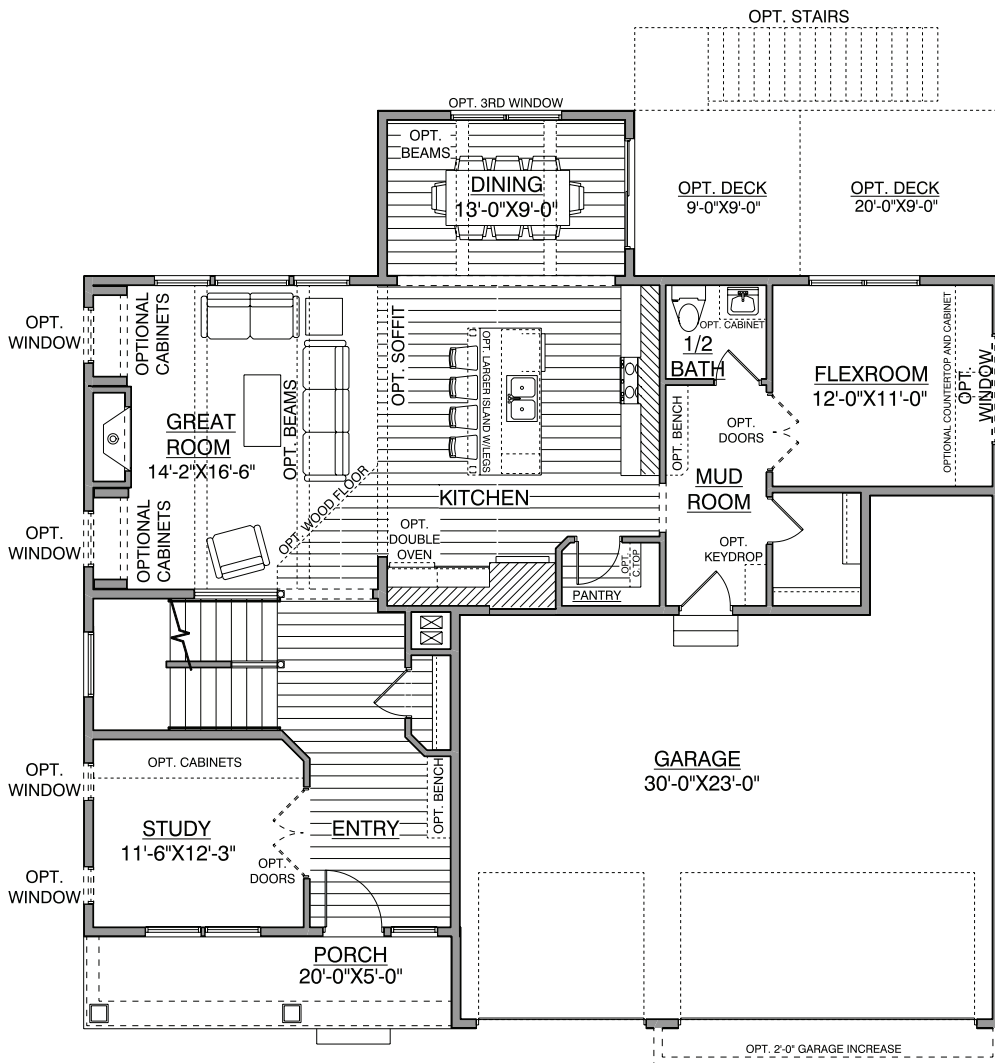 OPT. STAIRS
OPT. 3RD WINDOW
OPT.
BEAMS
DINING
13'-0"X9'-0"
OPT. DECK
9'-0"X9'-0"
OPT. DECK
20'-0"X9'-0"
OPT.
WINDOW
OPTIONAL
CABINETS
OPT. SOFFIT
OPT. LARGER ISLAND W/LEGS
OPT. CABINET
1/2
BATH
FLEXROOM
12'-0"X11'-0"
OPTIONAL COUNTERTOP AND CABINET
OPT.
WINDOW
GREAT
ROOM
14'-2"X16'-6"
OPT. BEAMS
OPT. BENCH
OPT.
DOORS
MUD
ROOM
KITCHEN
OPT. WOOD FLOOR
OPT.
WINDOW
OPTIONAL
CABINETS
OPT.
DOUBLE
OVEN
OPT.
KEYDROP
OPT.
C.TOP
PANTRY
OPT.
WINDOW
OPT. CABINETS
OPT. BENCH
GARAGE
30'-0"X23'-0"
STUDY
11'-6"X12'-3"
ENTRY
OPT.
DOORS
OPT.
WINDOW
PORCH
20'-0"X5'-0"
OPT. 2'-0" GARAGE INCREASE